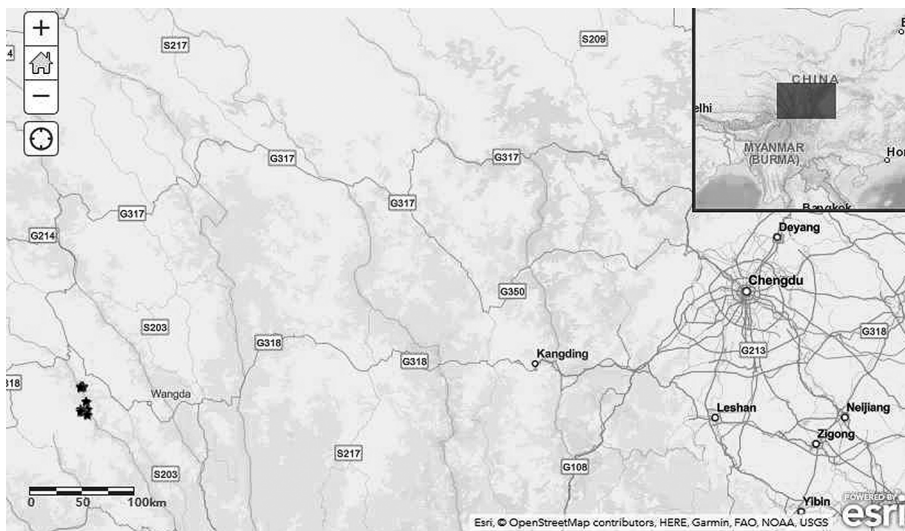 +
−
S217
S209
CHINA
elhi
MYANMAR
(BURMA)
Hon
Bangkok
G317
G317
G317
G317
G214
Deyang
Chengdu
G350
S203
G318
G318
G318
G213
Kangding
318
Wangda
Leshan
Neijiang
Zigong
S217
S203
G108
0 50 100km
Yibin
POWERED BY
esri
Esri, © OpenStreetMap contributors, HERE, Garmin, FAO, NOAA, USGS